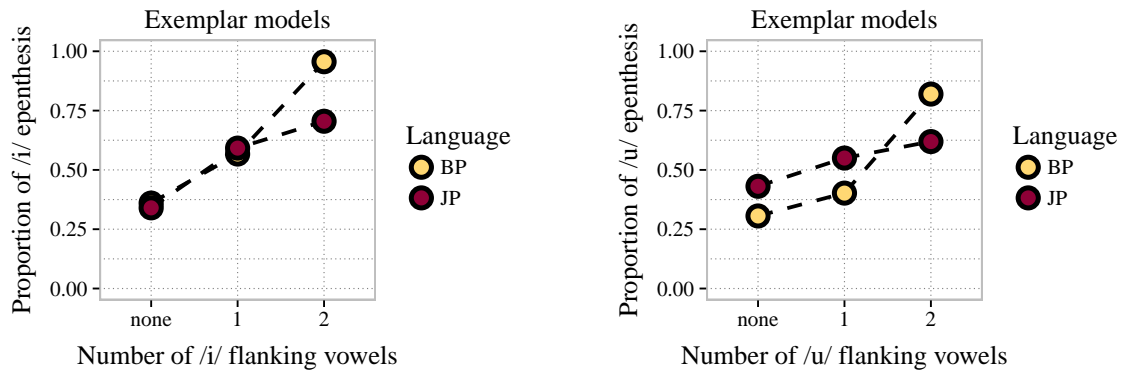 Exemplar models
Proportion of /i/ epenthesis
1.00
0.75
0.50
0.25
0.00
none 1 2
Number of /i/ flanking vowels
Language
BP
JP
Exemplar models
Proportion of /u/ epenthesis
1.00
0.75
0.50
0.25
0.00
none 1 2
Number of /u/ flanking vowels
Language
BP
JP